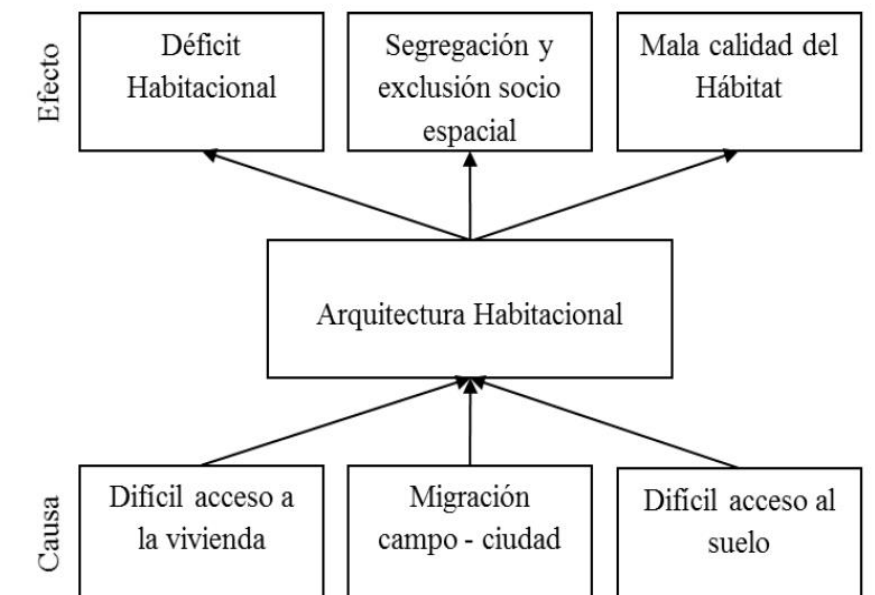 Efecto
Déficit
Habitacional
Segregación y
exclusión socio
espacial
Mala calidad del
Hábitat
Arquitectura Habitacional
Causa
Difícil acceso a
la vivienda
Migración
campo - ciudad
Difícil acceso al
suelo